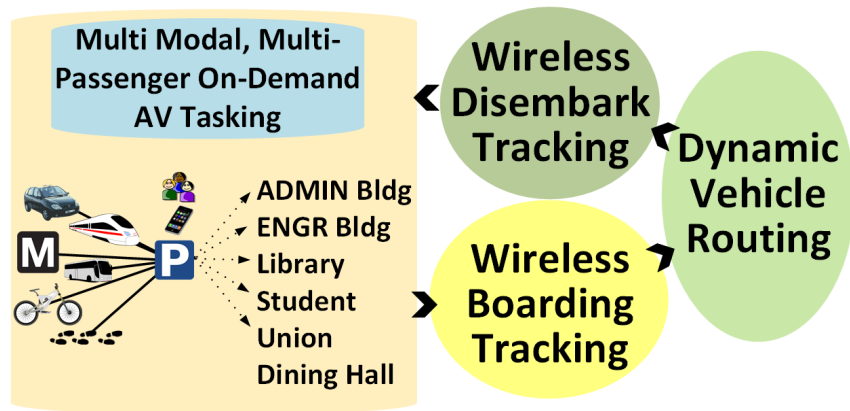 Multi Modal, Multi-
Passenger On-Demand
AV Tasking
M
P
ADMIN Bldg
ENGR Bldg
Library
Student
Union
Dining Hall
Wireless
Disembark
Tracking
Wireless
Boarding
Tracking
Dynamic
Vehicle
Routing